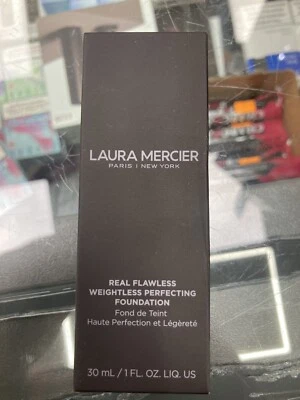 LAURA MERCIER
PARIS | NEW YORK
REAL FLAWLESS
WEIGHTLESS PERFECTING
FOUNDATION
Fond de Teint
Haute Perfection et Légèreté
30 mL / 1 FL. OZ. LIQ. US